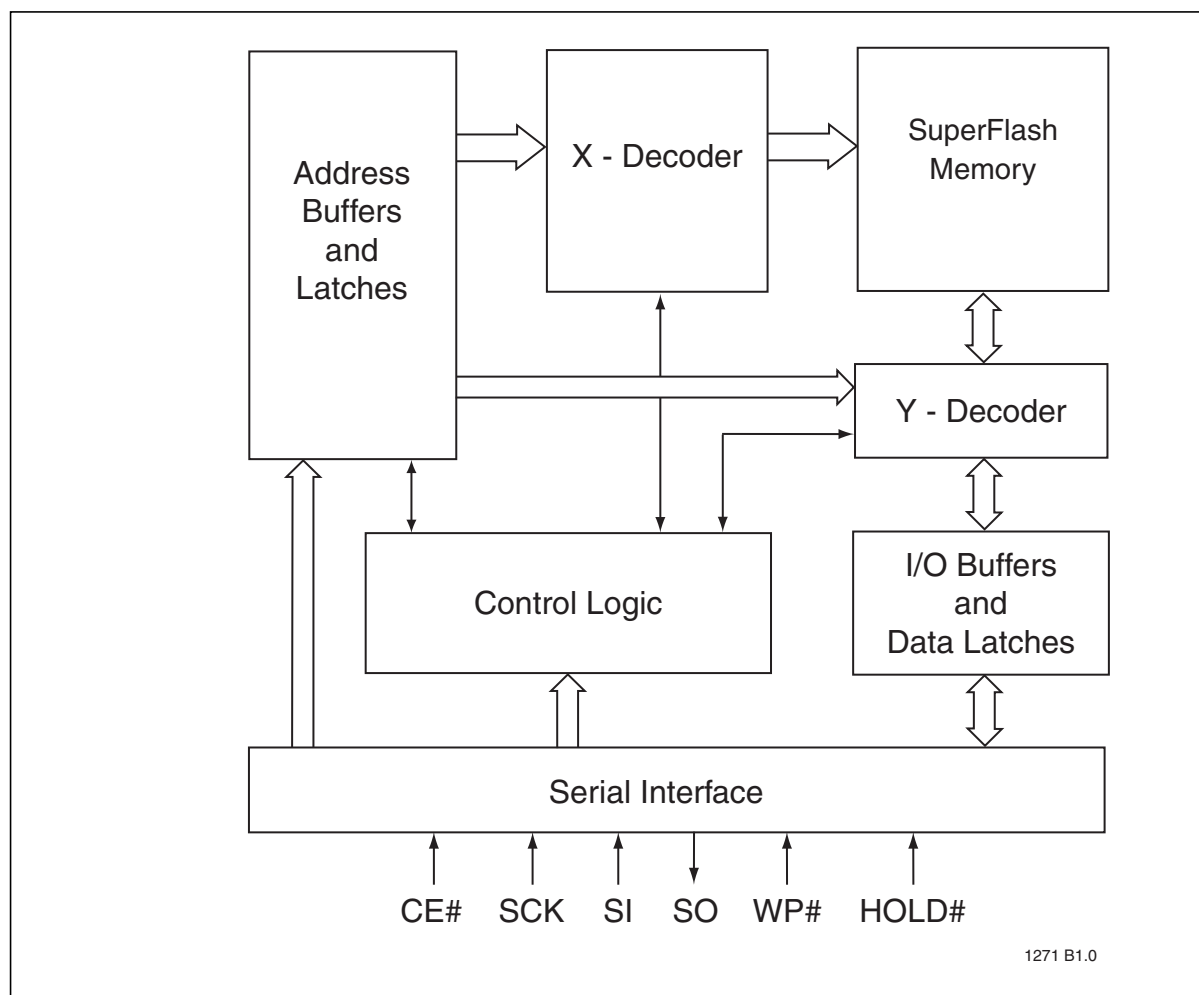 Address
Buffers
and
Latches
X - Decoder
SuperFlash
Memory
Y - Decoder
Control Logic
I/O Buffers
and
Data Latches
Serial Interface
CE# SCK SI SO WP# HOLD#
1271 B1.0